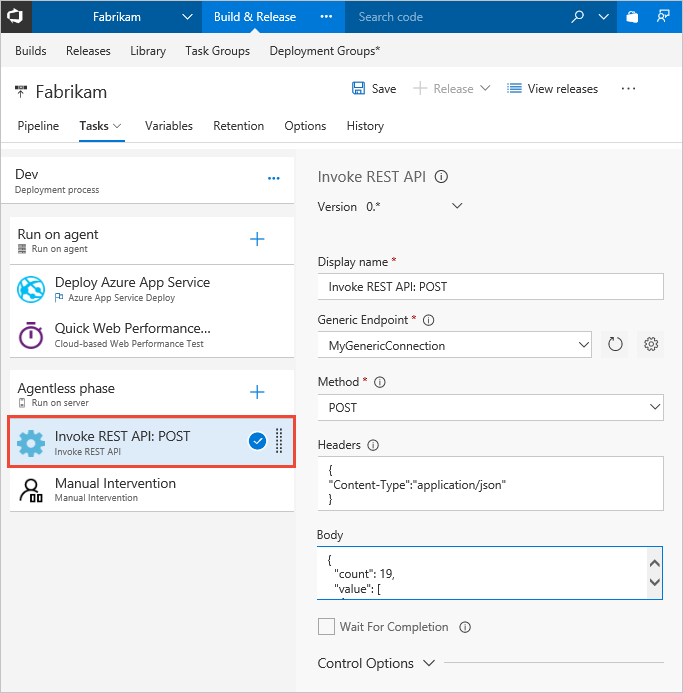 Fabrikam Build & Release ••• Search code
Builds Releases Library Task Groups Deployment Groups*
Fabrikam Save Release View releases •••
Pipeline Tasks Variables Retention Options History
Dev •••
Deployment process
Run on agent
Run on agent
Deploy Azure App Service
Azure App Service Deploy
Quick Web Performance...
Cloud-based Web Performance Test
Agentless phase
Run on server
Invoke REST API: POST
Invoke REST API
Manual Intervention
Manual Intervention
Invoke REST API
Version 0.*
Display name *
Invoke REST API: POST
Generic Endpoint *
MyGenericConnection
Method *
POST
Headers
{
"Content-Type":"application/json"
}
Body
{
"count": 19,
"value": [
Wait For Completion
Control Options